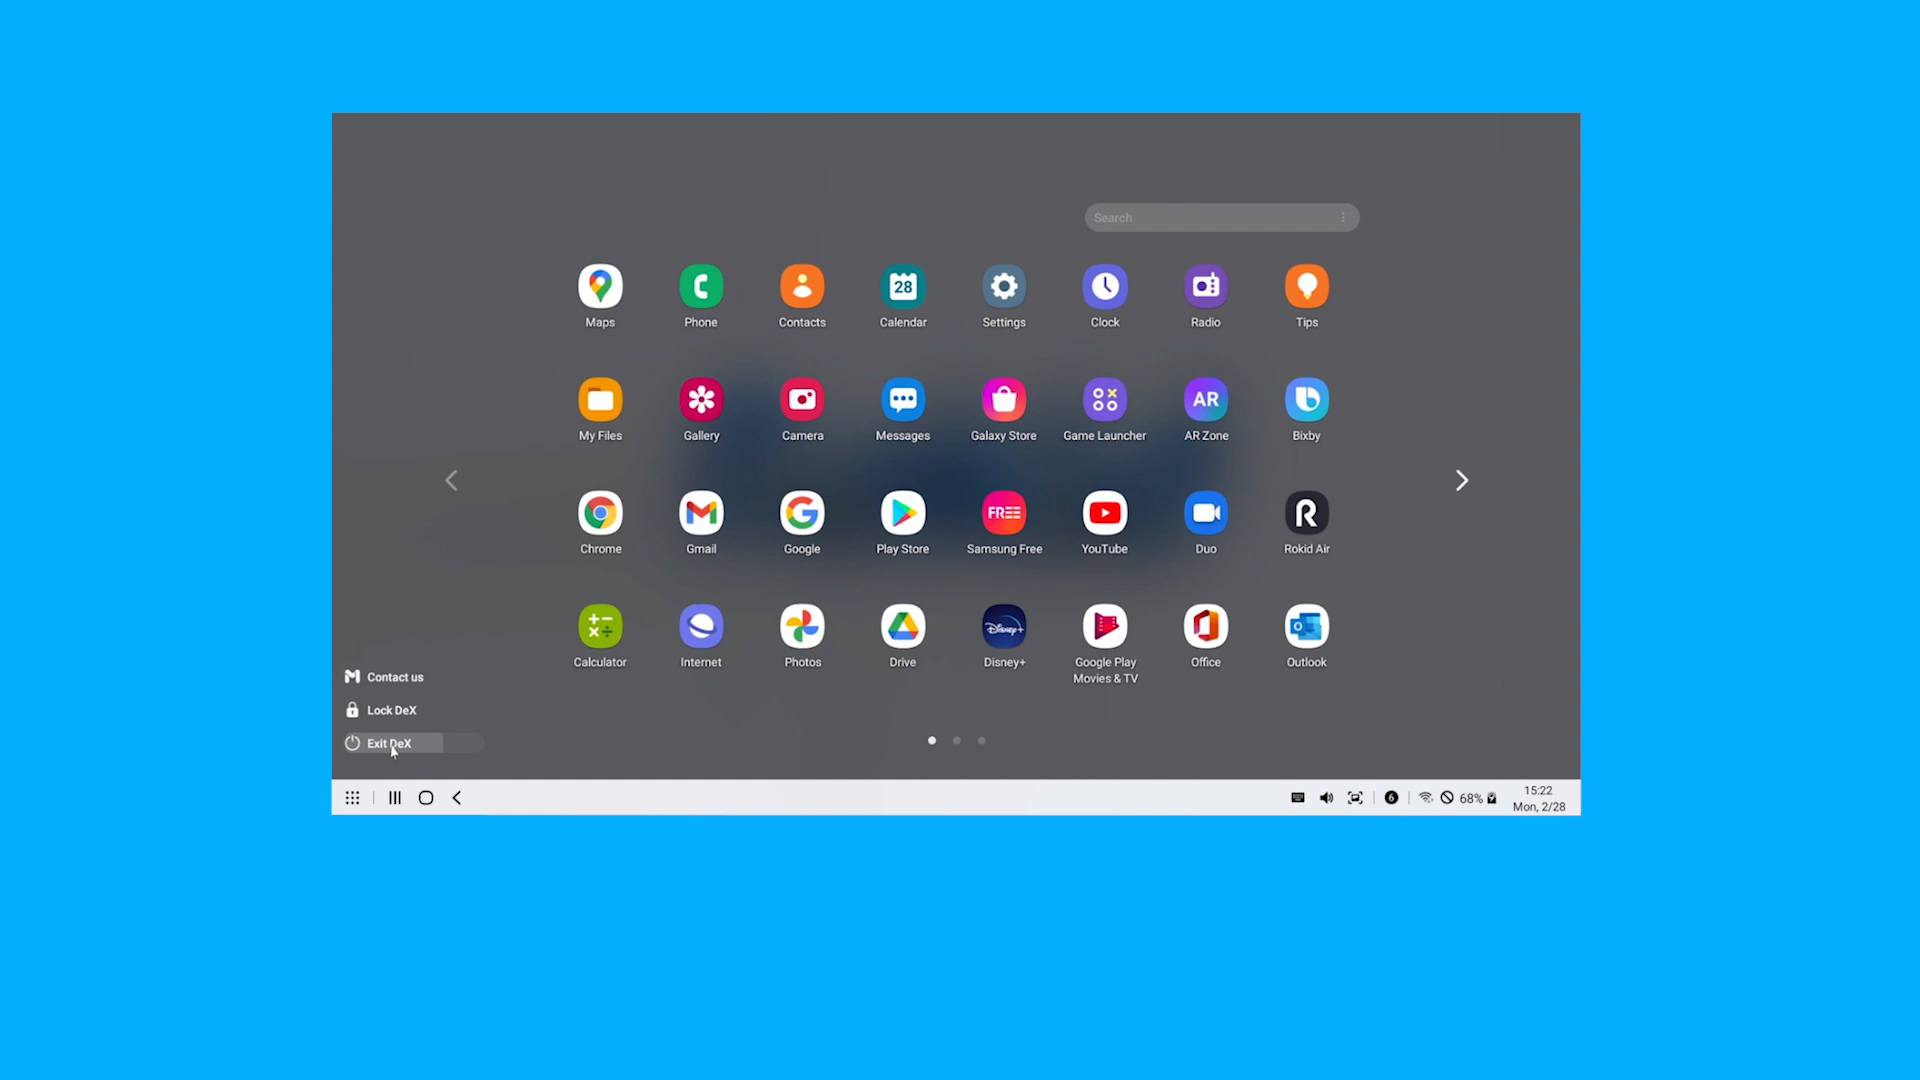 Search
28
Maps
Phone
Contacts
Calendar
Settings
Clock
Radio
Tips
AR
My Files
Gallery
Camera
Messages
Galaxy Store
Game Launcher
AR Zone
Bixby
FREE
R
Chrome
Gmail
Google
Play Store
Samsung Free
YouTube
Duo
Rokid Air
Disney+
Calculator
Internet
Photos
Drive
Disney+
Google Play
Movies & TV
Office
Outlook
Contact us
Lock DeX
Exit DeX
6
68%
15:22
Mon, 2/28